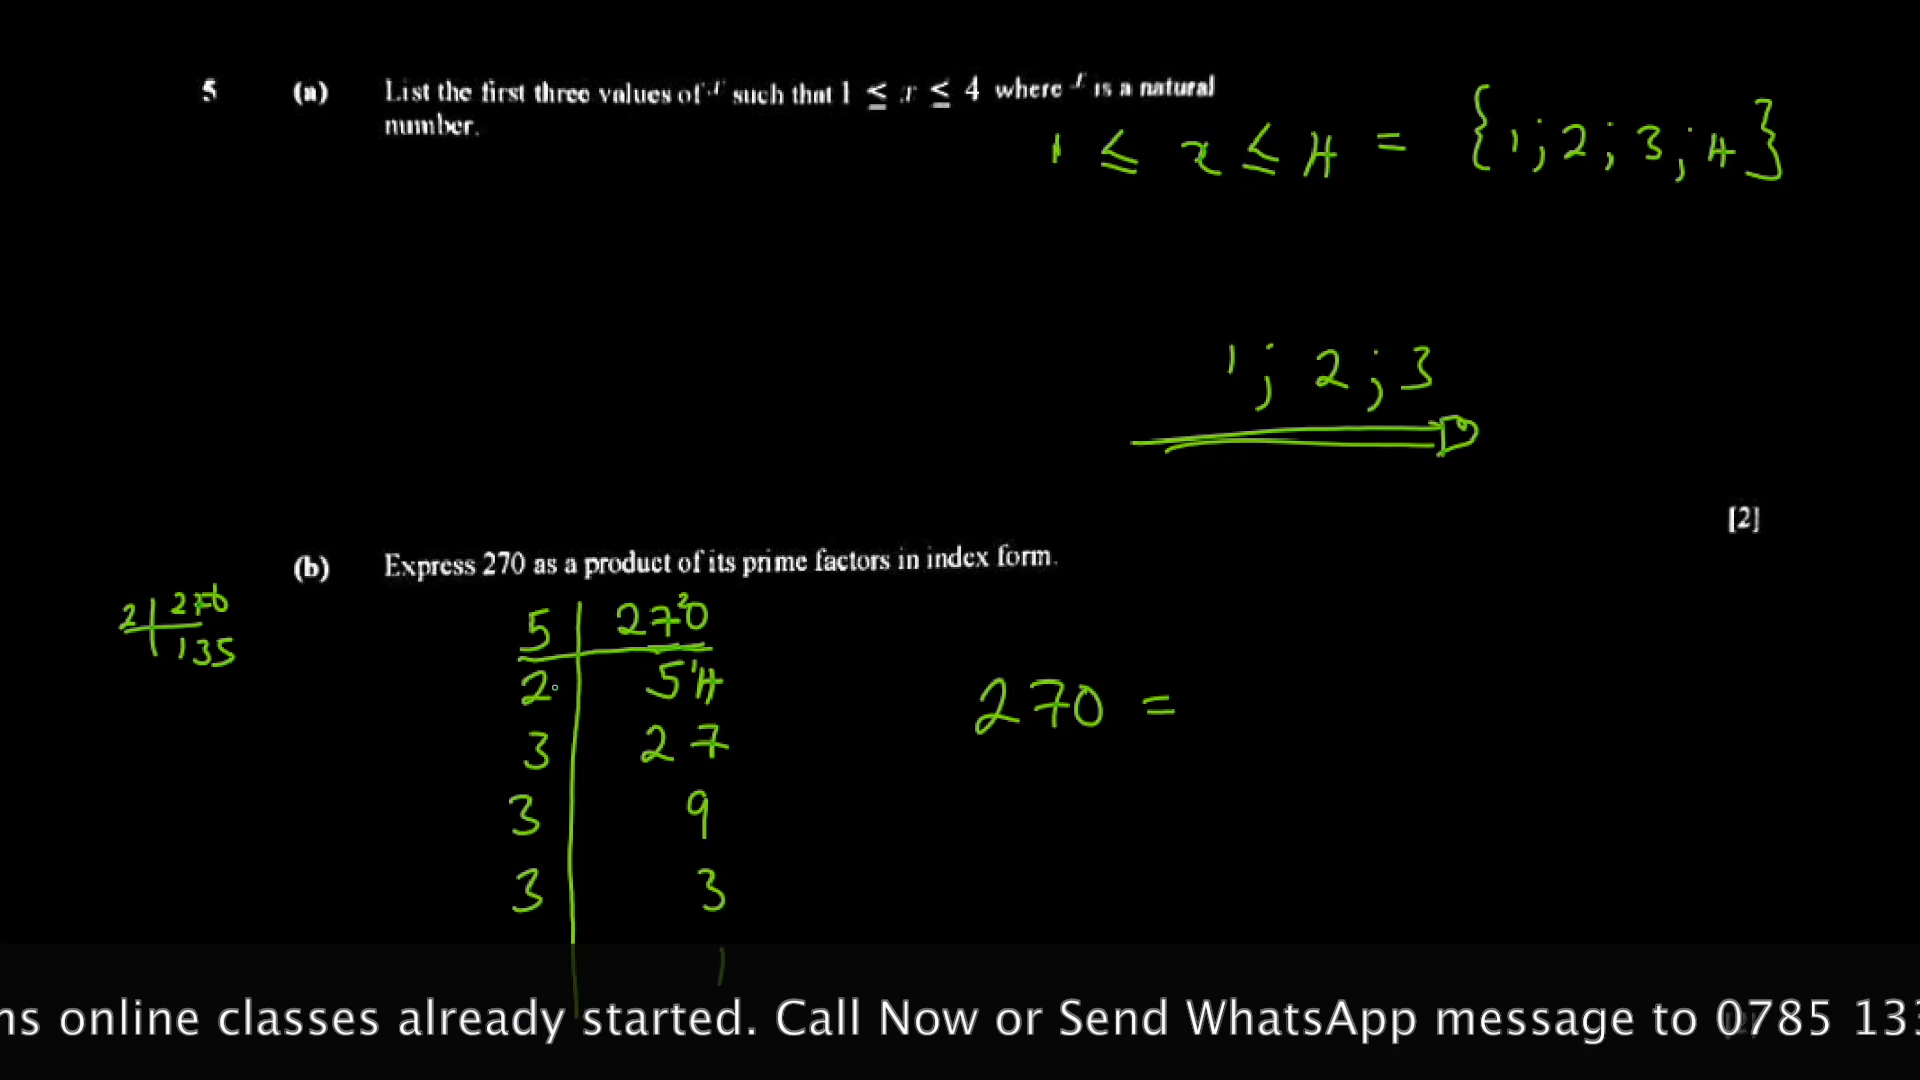 5 (a) List the first three values of x such that 1 ≤ x ≤ 4 where x is a natural
number.
1 ≤ x ≤ 4 = {1; 2; 3; 4}
1; 2; 3
[2]
(b) Express 270 as a product of its prime factors in index form.
2 | 270
135
5 | 270
2 | 54
3 | 27
3 | 9
3 | 3
1
270 =
ns online classes already started. Call Now or Send WhatsApp message to 0785 133